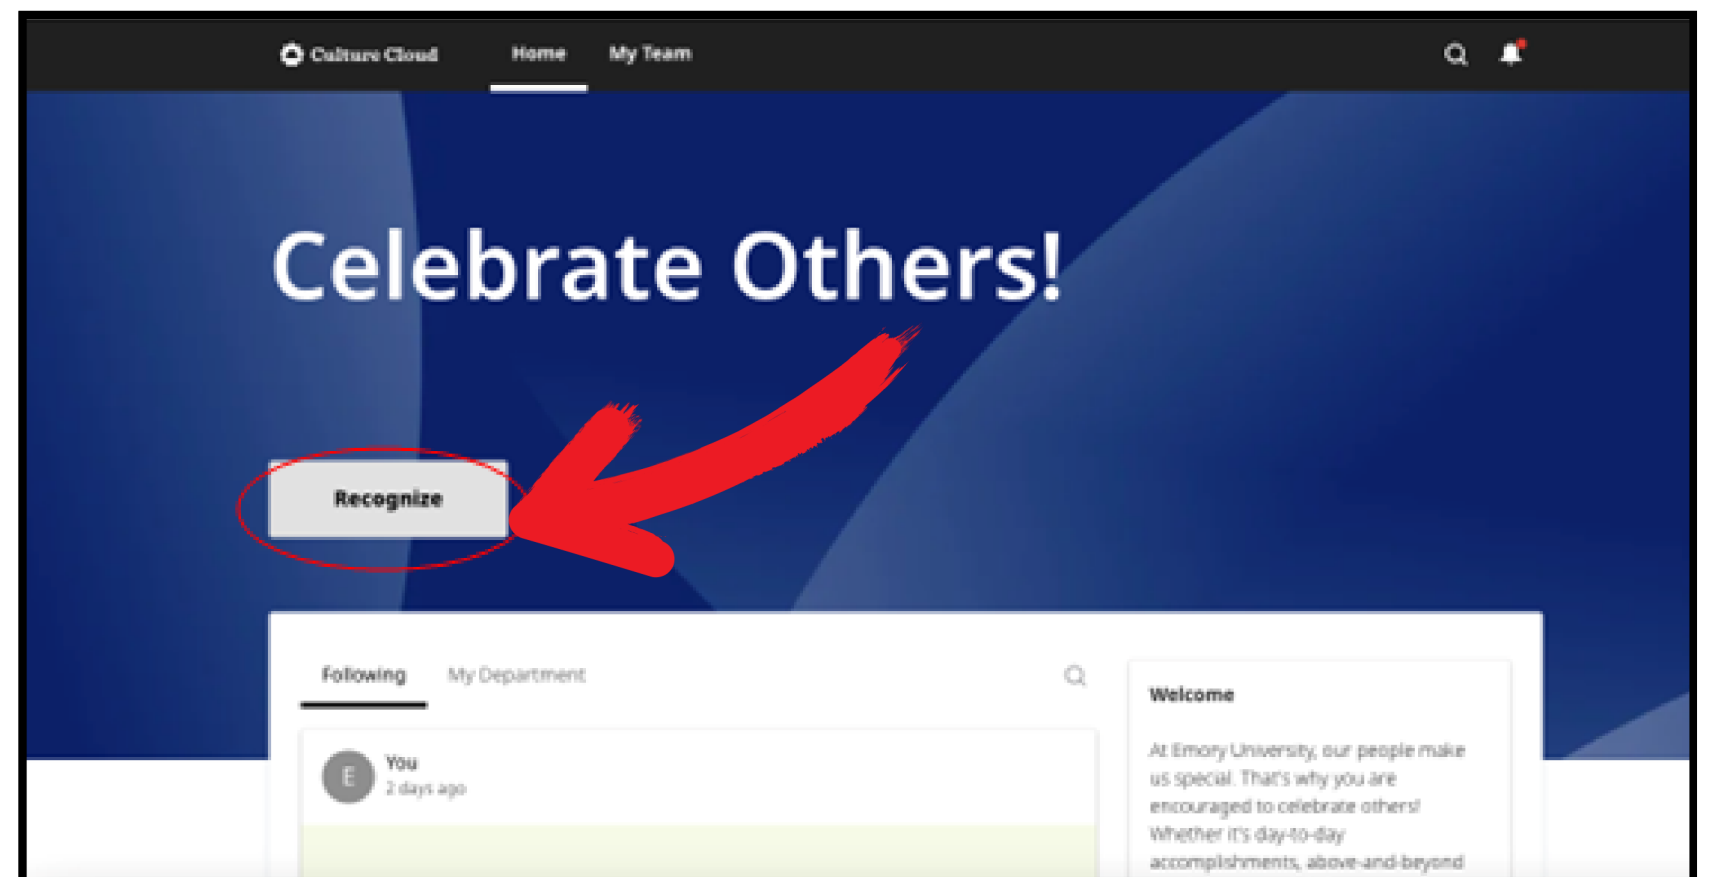 Culture Cloud Home My Team
Celebrate Others!
Recognize
Following My Department
You
2 days ago
E
Welcome
At Emory University, our people make
us special. That's why you are
encouraged to celebrate others!
Whether it's day-to-day
accomplishments, above-and-beyond